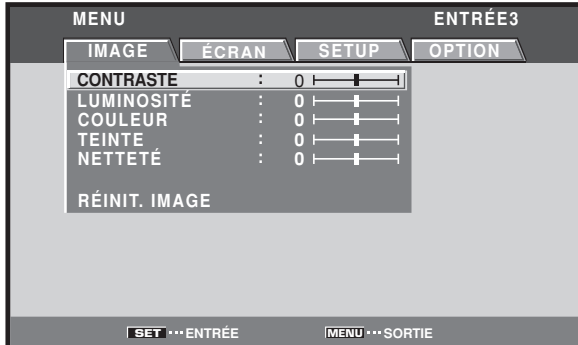 MENU ENTRÉE3
IMAGE ÉCRAN SETUP OPTION
CONTRASTE : 0
LUMINOSITÉ : 0
COULEUR : 0
TEINTE : 0
NETTETÉ : 0
RÉINIT. IMAGE
SET ··· ENTRÉE MENU ··· SORTIE